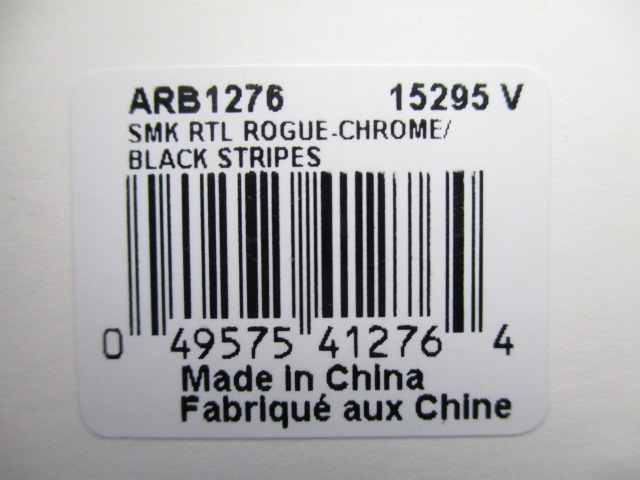 ARB1276 15295 V
SMK RTL ROGUE-CHROME/
BLACK STRIPES
0 49575 41276 4
Made in China
Fabriqué aux Chine